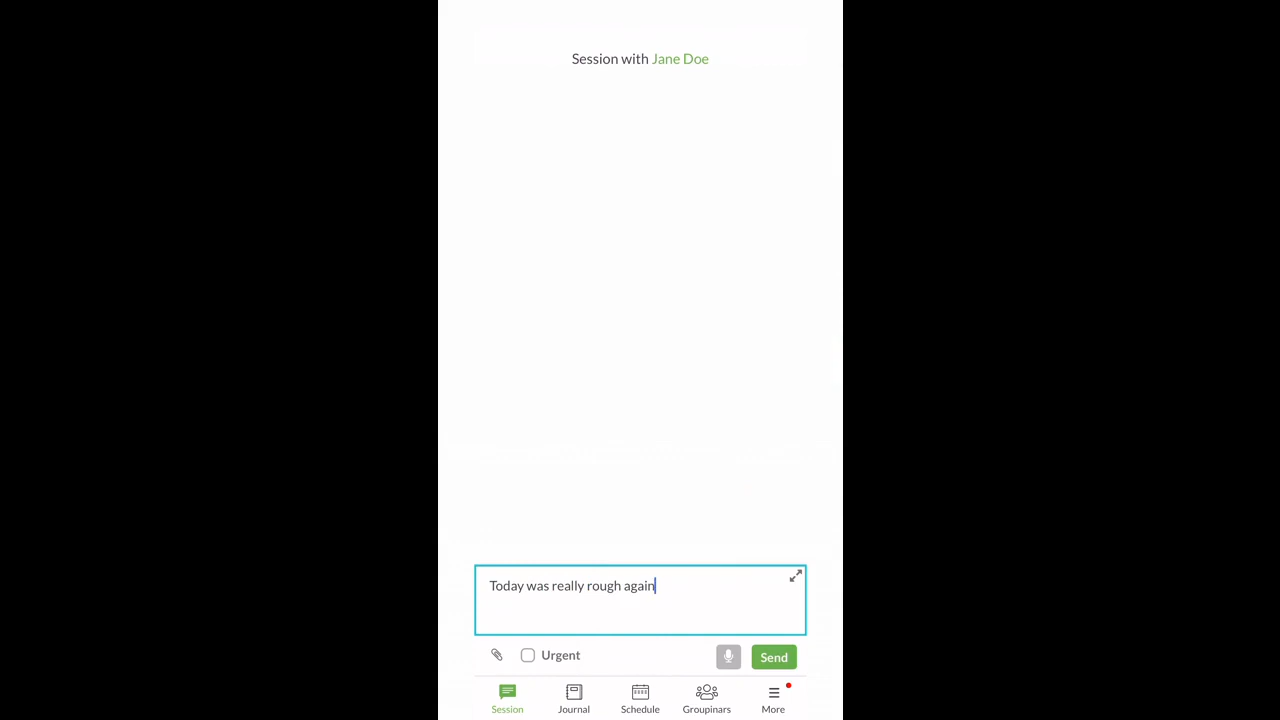 Session with Jane Doe
Today was really rough again
Urgent
Send
Session
Journal
Schedule
Groupinars
More